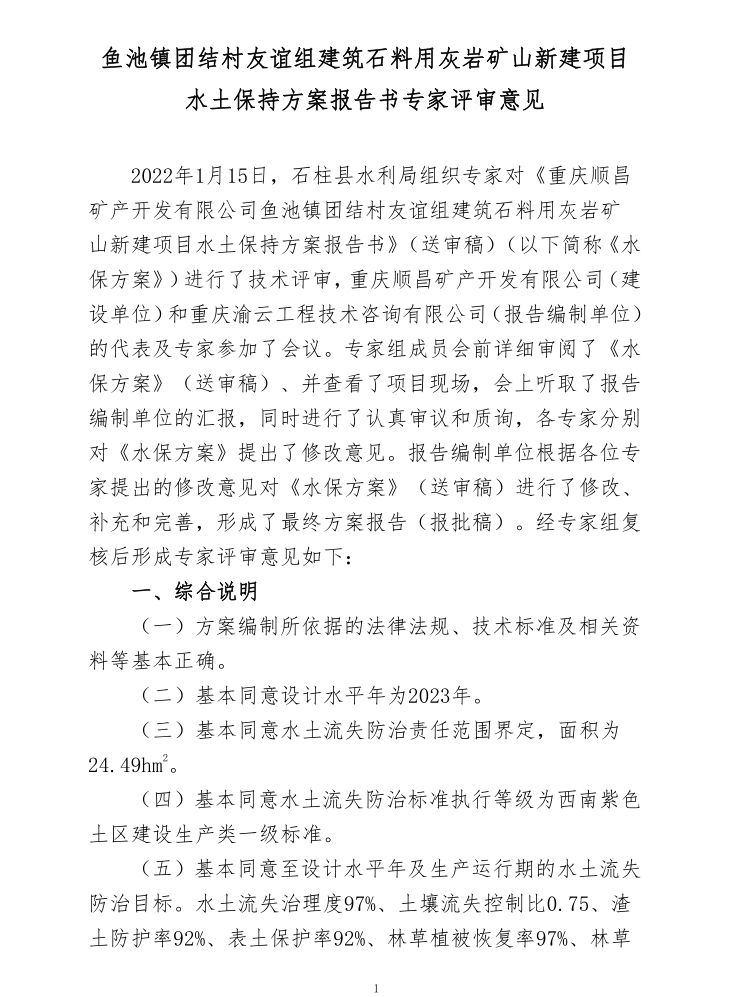 鱼池镇团结村友谊组建筑石料用灰岩矿山新建项目
水土保持方案报告书专家评审意见
2022年1月15日，石柱县水利局组织专家对《重庆顺昌
矿产开发有限公司鱼池镇团结村友谊组建筑石料用灰岩矿
山新建项目水土保持方案报告书》（送审稿）（以下简称《水
保方案》）进行了技术评审，重庆顺昌矿产开发有限公司（建
设单位）和重庆渝云工程技术咨询有限公司（报告编制单位）
的代表及专家参加了会议。专家组成员会前详细审阅了《水
保方案》（送审稿）、并查看了项目现场，会上听取了报告
编制单位的汇报，同时进行了认真审议和质询，各专家分别
对《水保方案》提出了修改意见。报告编制单位根据各位专
家提出的修改意见对《水保方案》（送审稿）进行了修改、
补充和完善，形成了最终方案报告（报批稿）。经专家组复
核后形成专家评审意见如下：
一、综合说明
（一）方案编制所依据的法律法规、技术标准及相关资
料等基本正确。
（二）基本同意设计水平年为2023年。
（三）基本同意水土流失防治责任范围界定，面积为
24.49hm²。
（四）基本同意水土流失防治标准执行等级为西南紫色
土区建设生产类一级标准。
（五）基本同意至设计水平年及生产运行期的水土流失
防治目标。水土流失治理度97%、土壤流失控制比0.75、渣
土防护率92%、表土保护率92%、林草植被恢复率97%、林草
1